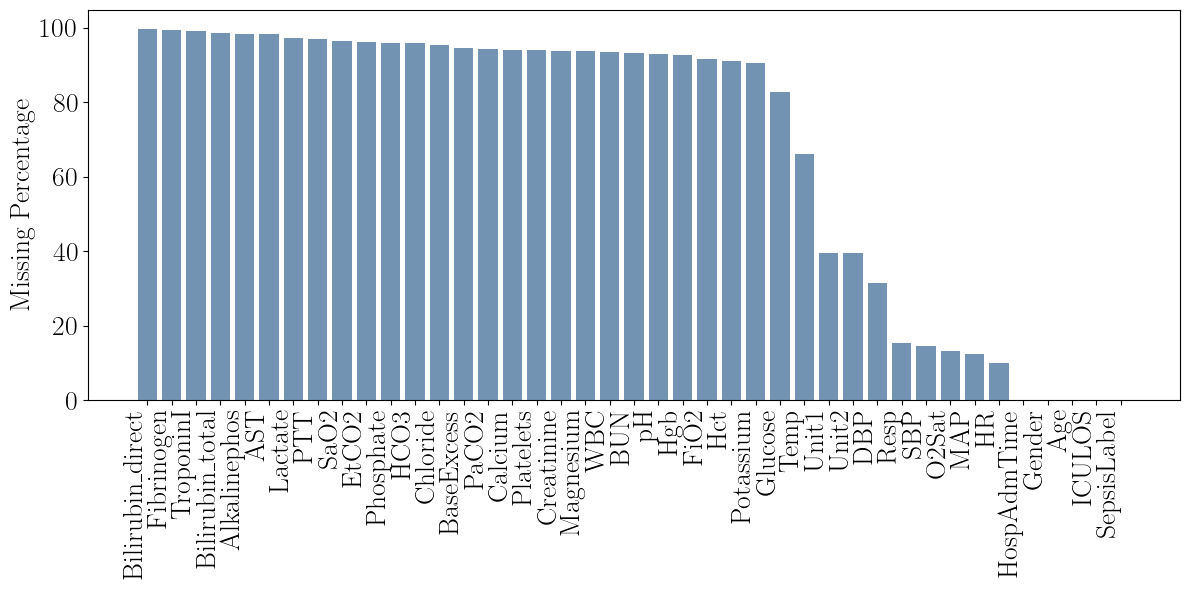 100
80
60
40
20
0
Missing Percentage
Bilirubin_direct
Fibrinogen
TroponinI
Bilirubin_total
Alkalinephos
AST
Lactate
PTT
SaO2
EtCO2
Phosphate
HCO3
Chloride
BaseExcess
PaCO2
Calcium
Platelets
Creatinine
Magnesium
WBC
BUN
pH
Hgb
FiO2
Hct
Potassium
Glucose
Temp
Unit1
Unit2
DBP
Resp
SBP
O2Sat
MAP
HR
HospAdmTime
Gender
Age
ICULOS
SepsisLabel